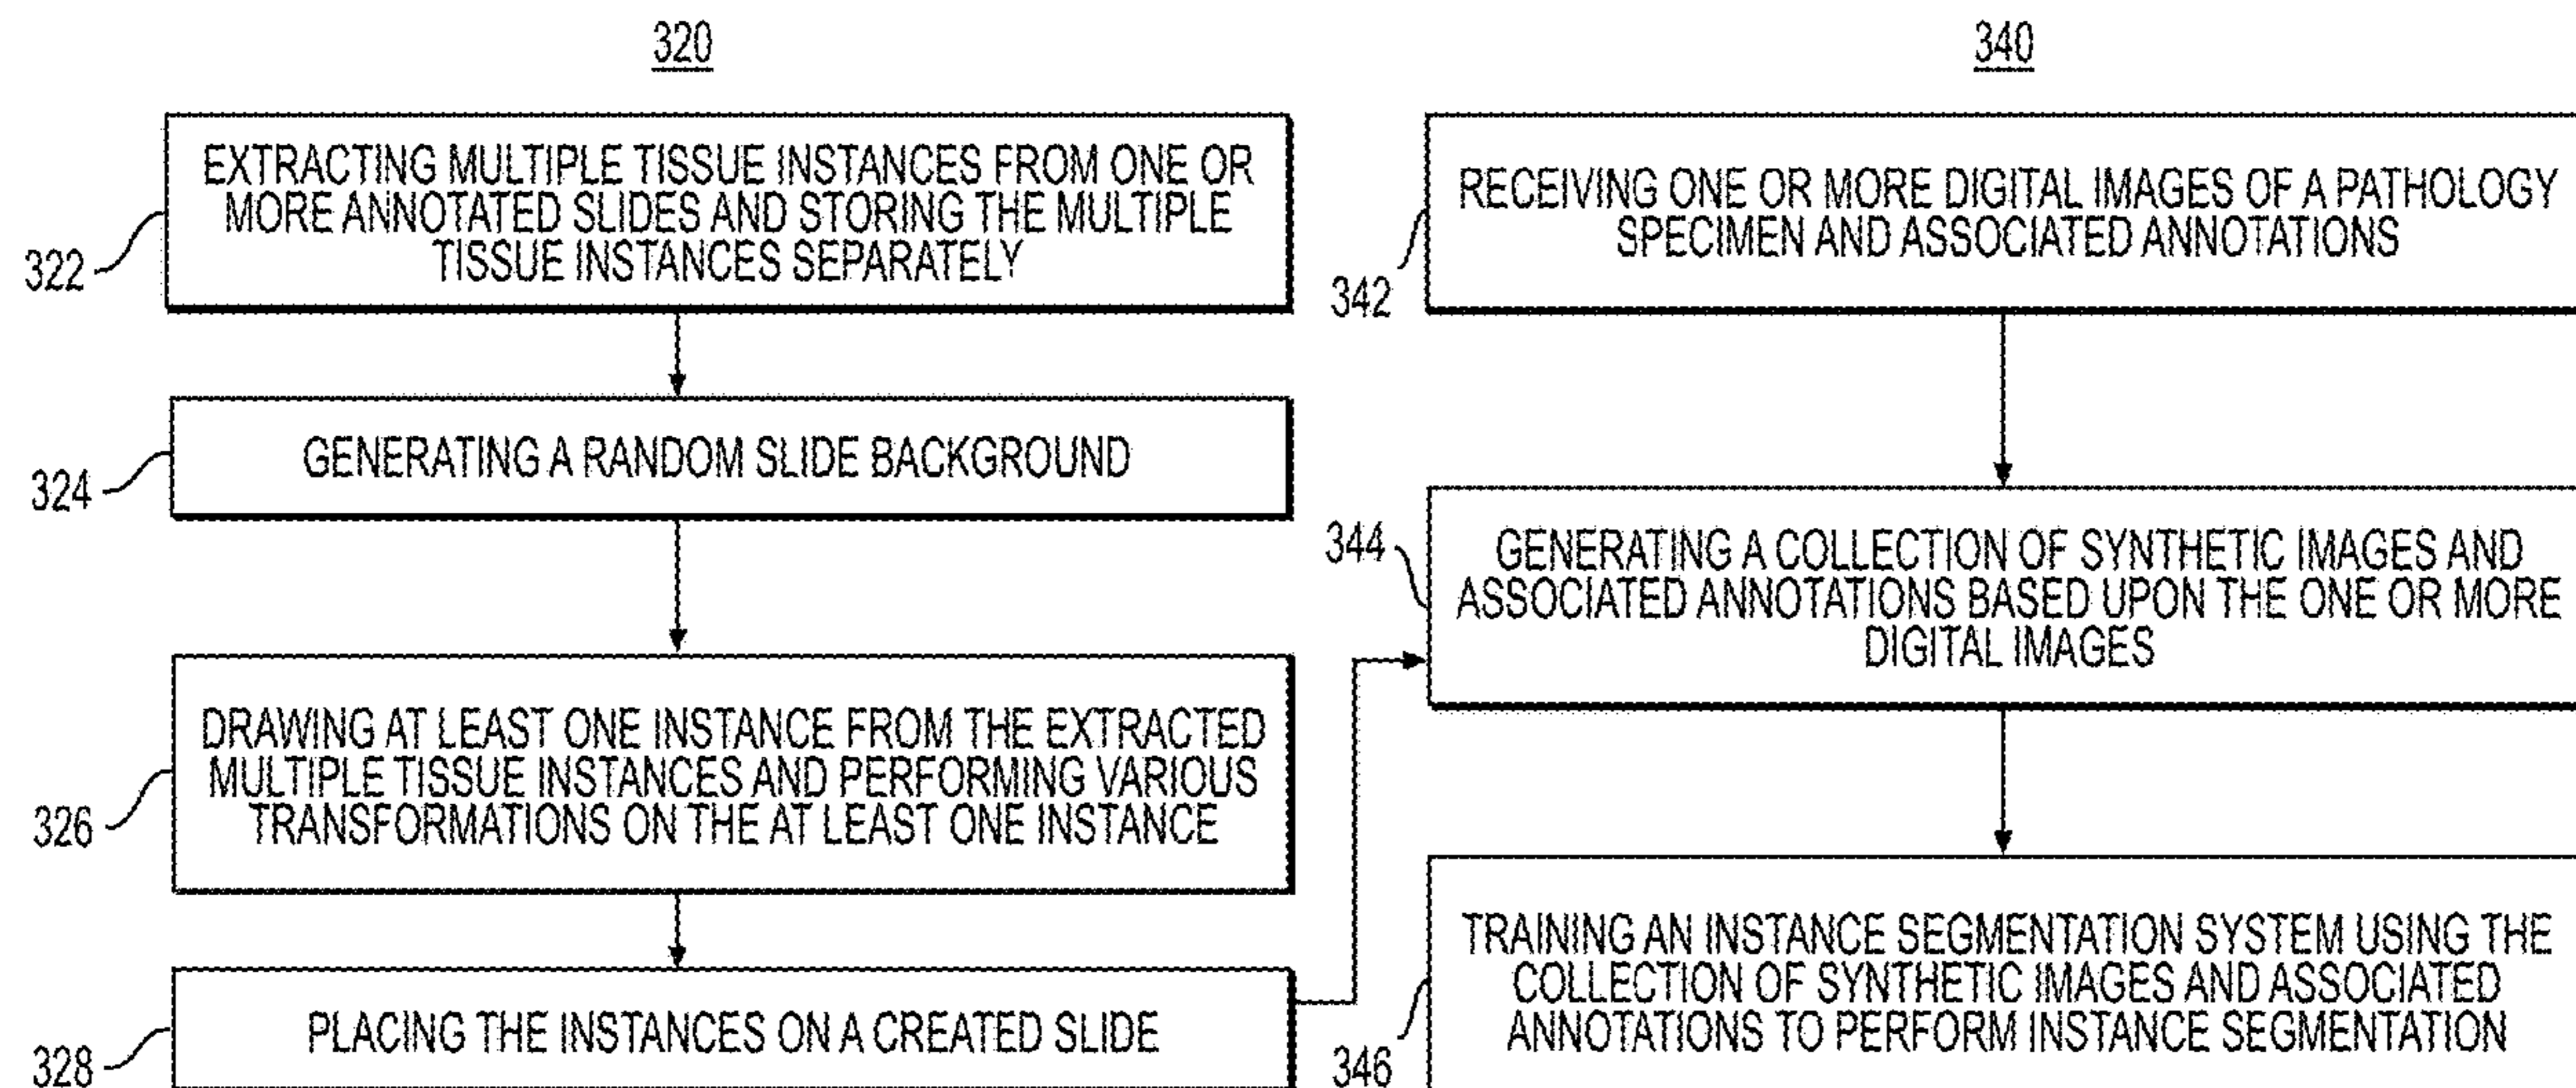 320
EXTRACTING MULTIPLE TISSUE INSTANCES FROM ONE OR
MORE ANNOTATED SLIDES AND STORING THE MULTIPLE
TISSUE INSTANCES SEPARATELY
322
GENERATING A RANDOM SLIDE BACKGROUND
324
DRAWING AT LEAST ONE INSTANCE FROM THE EXTRACTED
MULTIPLE TISSUE INSTANCES AND PERFORMING VARIOUS
TRANSFORMATIONS ON THE AT LEAST ONE INSTANCE
326
PLACING THE INSTANCES ON A CREATED SLIDE
328
340
RECEIVING ONE OR MORE DIGITAL IMAGES OF A PATHOLOGY
SPECIMEN AND ASSOCIATED ANNOTATIONS
342
344
GENERATING A COLLECTION OF SYNTHETIC IMAGES AND
ASSOCIATED ANNOTATIONS BASED UPON THE ONE OR MORE
DIGITAL IMAGES
TRAINING AN INSTANCE SEGMENTATION SYSTEM USING THE
COLLECTION OF SYNTHETIC IMAGES AND ASSOCIATED
ANNOTATIONS TO PERFORM INSTANCE SEGMENTATION
346